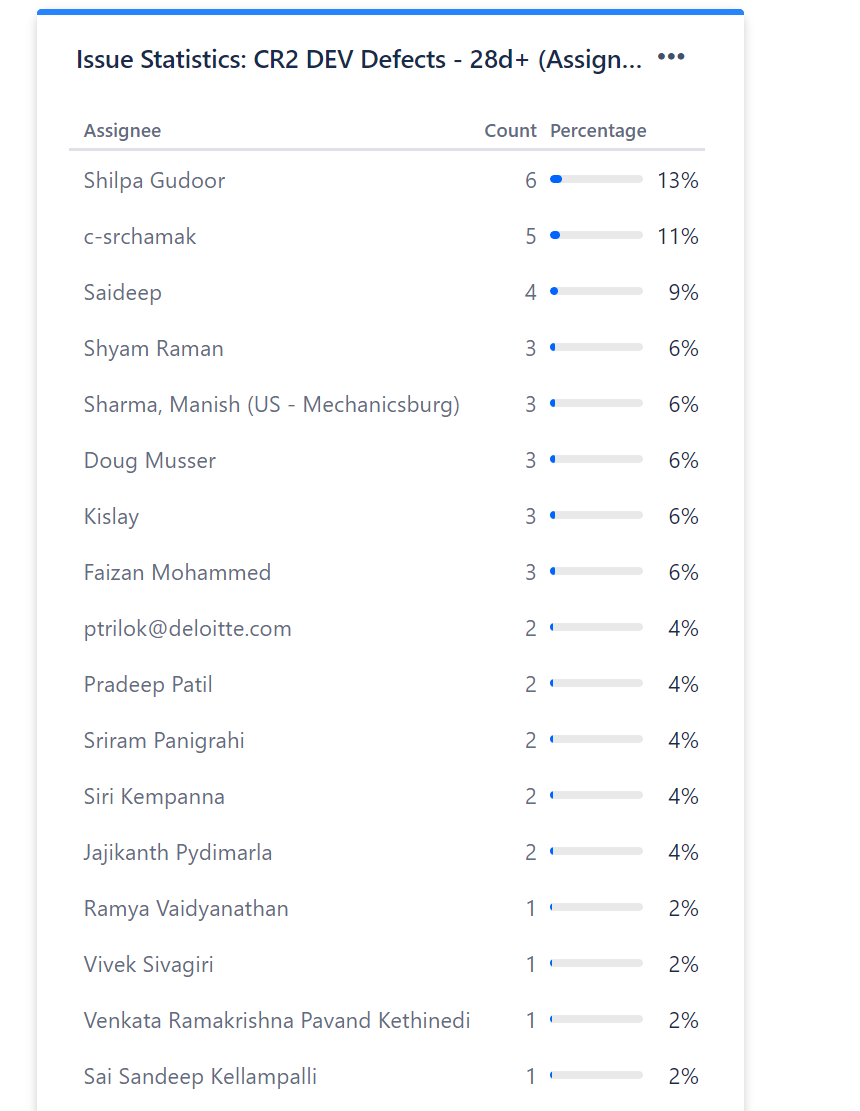 Issue Statistics: CR2 DEV Defects - 28d+ (Assign...
Assignee Count Percentage
Shilpa Gudoor 6 13%
c-srchamak 5 11%
Saideep 4 9%
Shyam Raman 3 6%
Sharma, Manish (US - Mechanicsburg) 3 6%
Doug Musser 3 6%
Kislay 3 6%
Faizan Mohammed 3 6%
ptrilok@deloitte.com 2 4%
Pradeep Patil 2 4%
Sriram Panigrahi 2 4%
Siri Kempanna 2 4%
Jajikanth Pydimarla 2 4%
Ramya Vaidyanathan 1 2%
Vivek Sivagiri 1 2%
Venkata Ramakrishna Pavand Kethinedi 1 2%
Sai Sandeep Kellampalli 1 2%